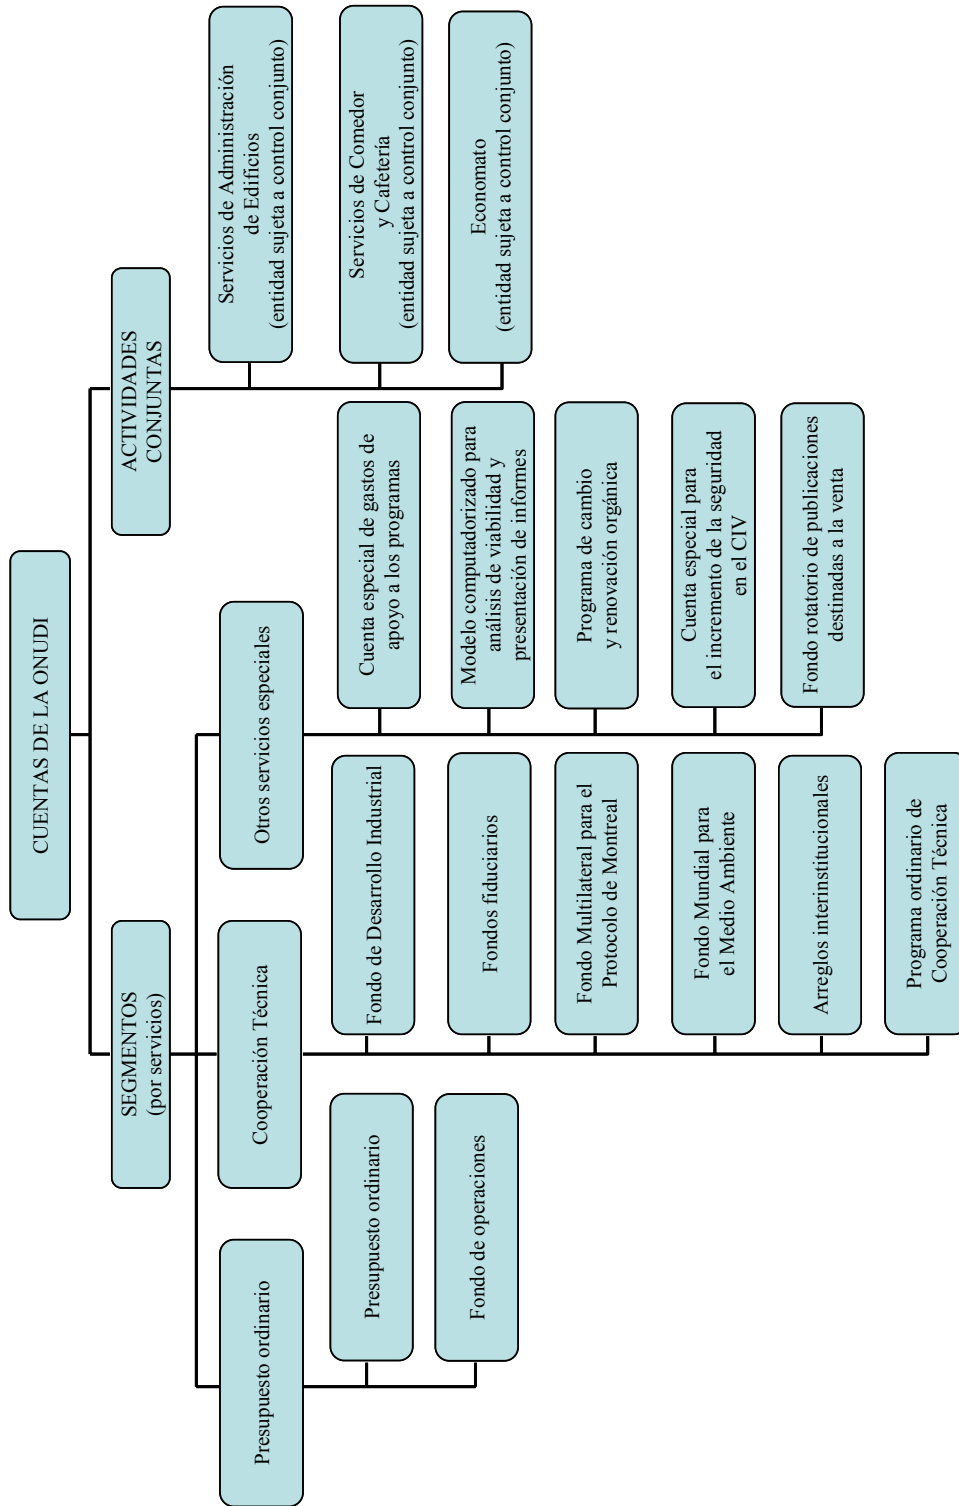 CUENTAS DE LA ONUDI
SEGMENTOS
(por servicios)
ACTIVIDADES
CONJUNTAS
Presupuesto ordinario
Cooperación Técnica
Otros servicios especiales
Servicios de Administración
de Edificios
(entidad sujeta a control conjunto)
Presupuesto ordinario
Fondo de Desarrollo Industrial
Cuenta especial de gastos de
apoyo a los programas
Servicios de Comedor
y Cafetería
(entidad sujeta a control conjunto)
Fondo de operaciones
Fondos fiduciarios
Modelo computadorizado para
análisis de viabilidad y
presentación de informes
Economato
(entidad sujeta a control conjunto)
Fondo Multilateral para el
Protocolo de Montreal
Programa de cambio
y renovación orgánica
Fondo Mundial para
el Medio Ambiente
Cuenta especial para
el incremento de la seguridad
en el CIV
Arreglos interinstitucionales
Fondo rotatorio de publicaciones
destinadas a la venta
Programa ordinario de
Cooperación Técnica